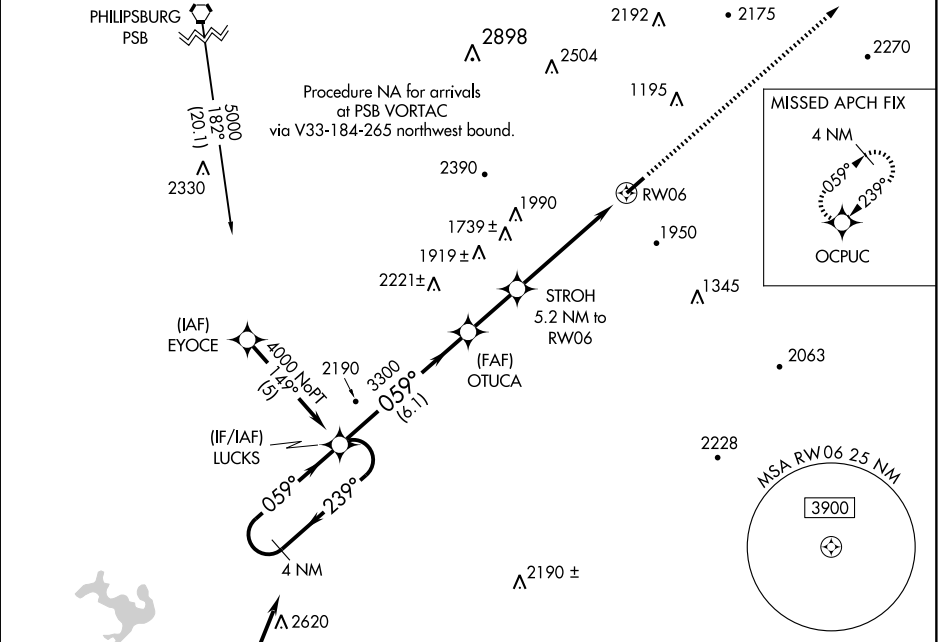 PHILIPSBURG
PSB
5000
182°
(20.1)
2330
2898
2504
2192
2175
2270
1195
Procedure NA for arrivals
at PSB VORTAC
via V33-184-265 northwest bound.
MISSED APCH FIX
4 NM
059°
239°
OCPUC
2390
1990
1739 ±
1919 ±
2221±
RW06
1950
1345
STROH
5.2 NM to
RW06
(IAF)
EYOCE
4000 NoPT
149°
(5)
2190
3300
059°
(6.1)
(FAF)
OTUCA
2063
(IF/IAF)
LUCKS
059°
239°
4 NM
2228
MSA RW06 25 NM
3900
2190 ±
2620